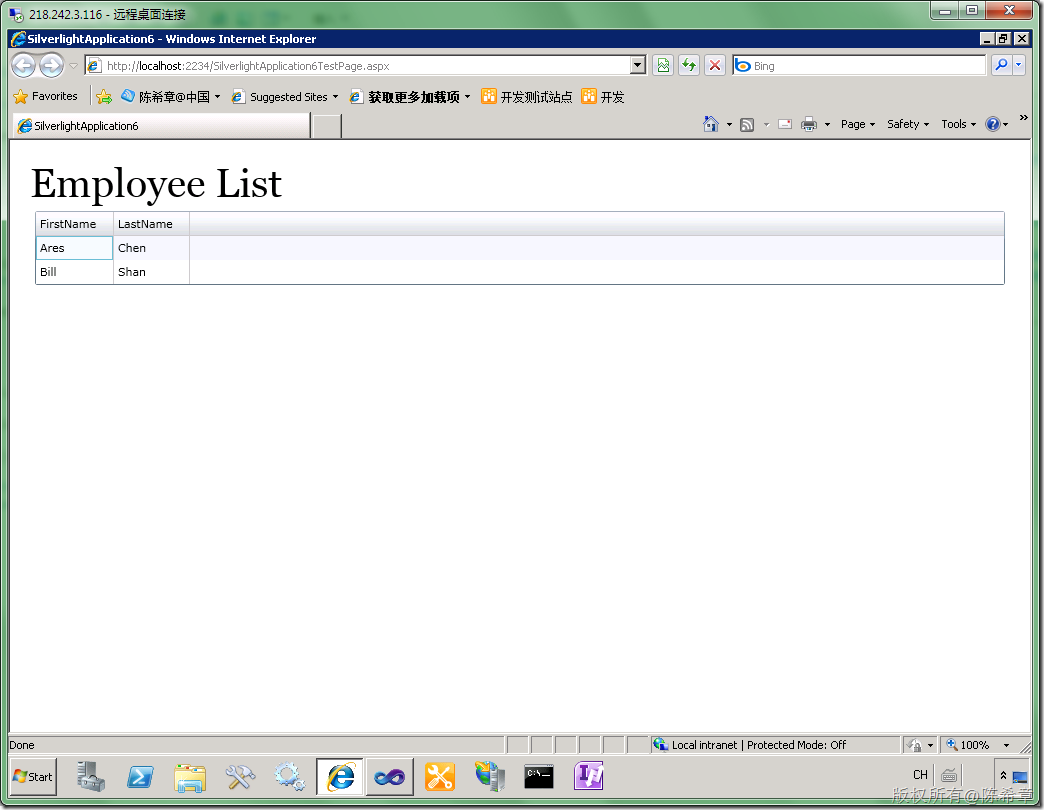 218.242.3.116 - 远程桌面连接
SilverlightApplication6 - Windows Internet Explorer
http://localhost:2234/SilverlightApplication6TestPage.aspx
Bing
Favorites
陈希章@中国
Suggested Sites
获取更多加载项
开发测试站点
开发
SilverlightApplication6
Page
Safety
Tools
Employee List
FirstName LastName
Ares Chen
Bill Shan
Done
Local intranet | Protected Mode: Off
100%
Start
C:\_
CH
版权所有@陈希章